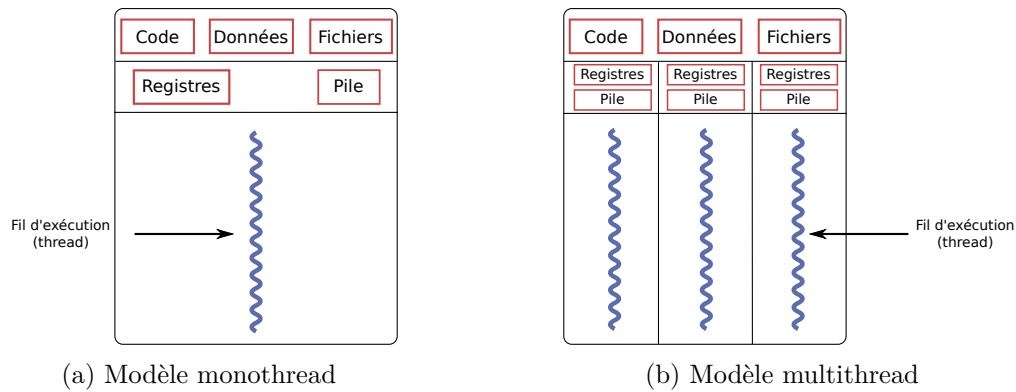 Code Données Fichiers
Registres Pile
Fil d'exécution
(thread)
(a) Modèle monothread
Code Données Fichiers
Registres Registres Registres
Pile Pile Pile
Fil d'exécution
(thread)
(b) Modèle multithread